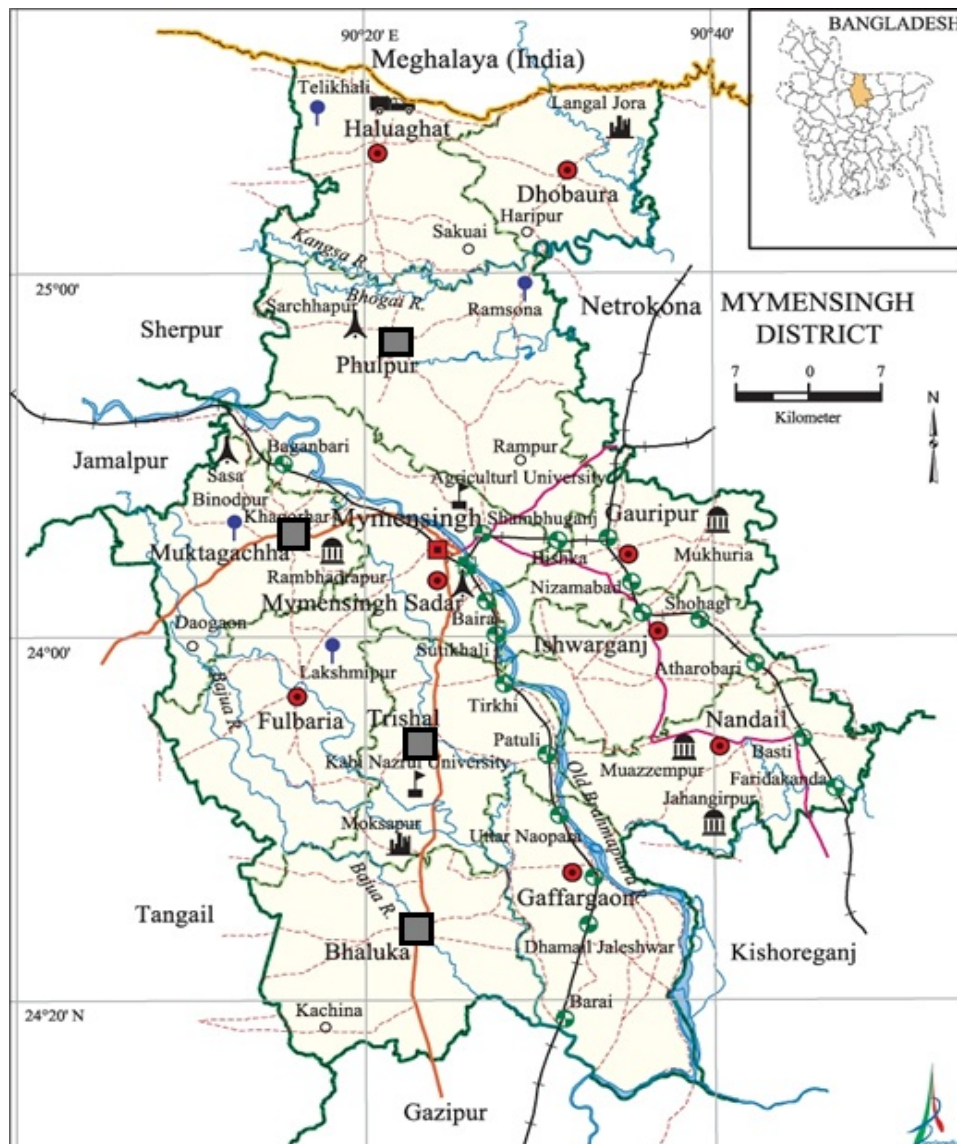 90°20' E
90°40'
BANGLADESH
Meghalaya (India)
Telikhali
Langal Jora
Haluaghat
Dhobaura
Haripur
Sakuai
Kangsa R.
25°00'
Bhogai R.
Sarchhapur
Ramsona
Netrokona
MYMENSINGH
DISTRICT
Sherpur
Phulpur
7 0 7
Kilometer
N
Jamalpur
Baganbari
Rampur
Sasa
Agriculturl University
Binodpur
Mymensingh
Shambhuganj
Gauripur
Muktagachha
Bishka
Mukhuria
Rambhadrapur
Nizamabad
Mymensingh Sadar
Shohagi
Baira
Daogaon
Ishwarganj
24°00'
Sutikhali
Atharobari
Lakshmipur
Bajua R.
Tirkhi
Fulbaria
Trishal
Nandail
Patuli
Basti
Kabi Nazrul University
Muazzempur
Faridakanda
Old Brahmaputra R.
Jahangirpur
Moksapur
Uttar Naopara
Bajua R.
Gaffargaon
Tangail
Bhaluka
Dhamail Jaleshwar
Kishoreganj
24°20' N
Kachina
Barai
Gazipur